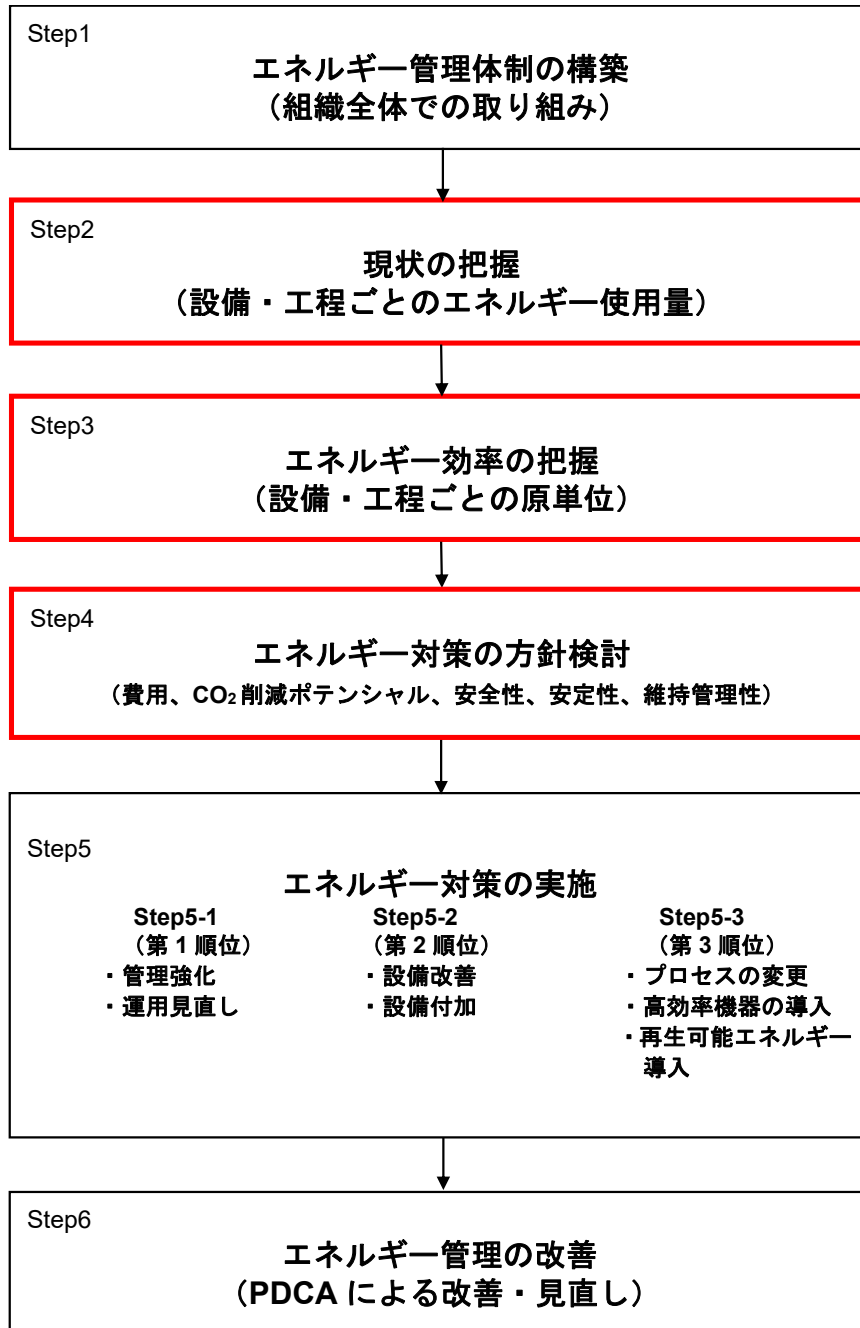 Step1
エネルギー管理体制の構築
（組織全体での取り組み）
Step2
現状の把握
（設備・工程ごとのエネルギー使用量）
Step3
エネルギー効率の把握
（設備・工程ごとの原単位）
Step4
エネルギー対策の方針検討
（費用、CO₂削減ポテンシャル、安全性、安定性、維持管理性）
Step5
エネルギー対策の実施
Step5-1
（第１順位）
・管理強化
・運用見直し
Step5-2
（第２順位）
・設備改善
・設備付加
Step5-3
（第３順位）
・プロセスの変更
・高効率機器の導入
・再生可能エネルギー
導入
Step6
エネルギー管理の改善
（PDCA による改善・見直し）